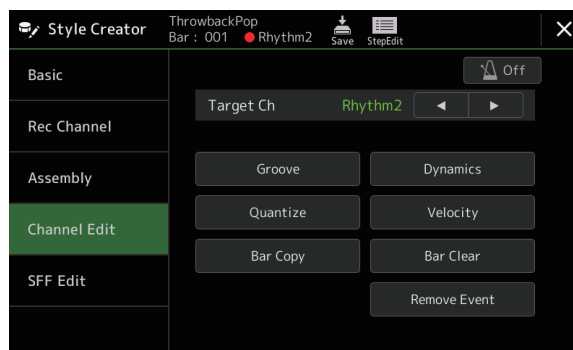 Style Creator
ThrowbackPop
Bar : 001 Rhythm2
Save
StepEdit
Basic
Off
Target Ch Rhythm2
Rec Channel
Assembly
Groove Dynamics
Channel Edit
Quantize Velocity
Bar Copy Bar Clear
SFF Edit
Remove Event